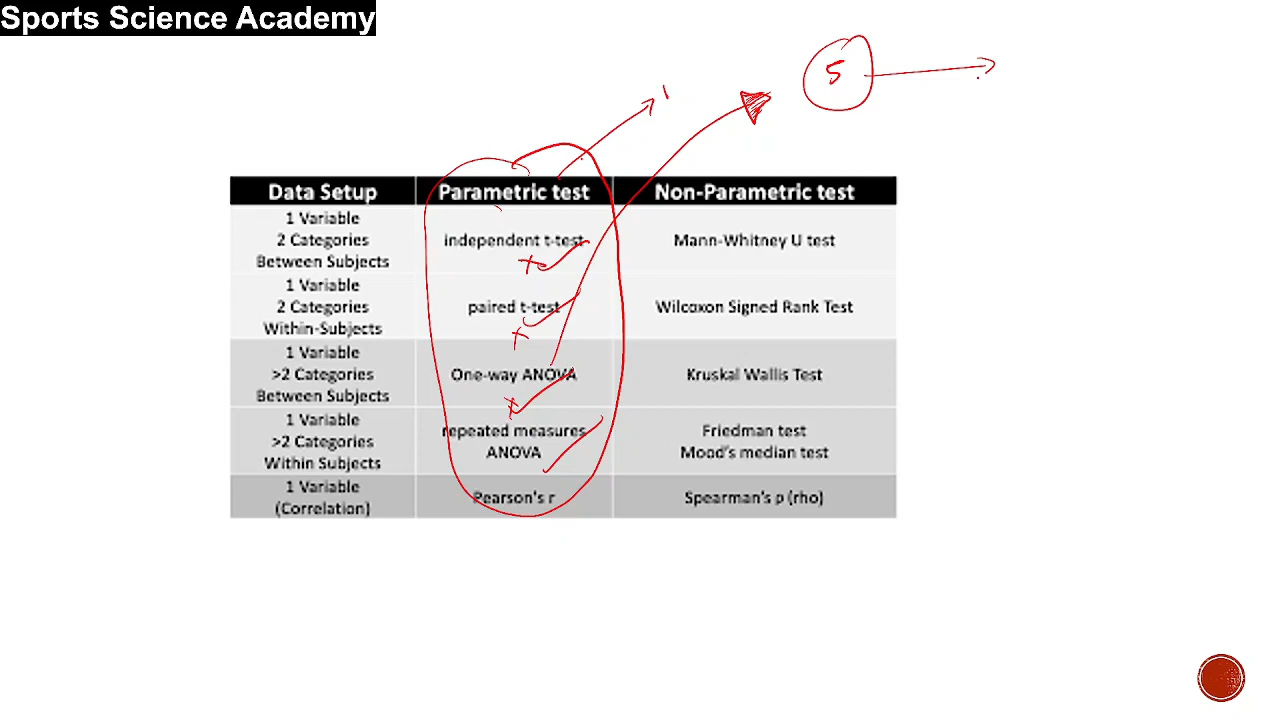 Sports Science Academy
5
Data Setup Parametric test Non-Parametric test
1 Variable
2 Categories
Between Subjects
independent t-test
Mann-Whitney U test
1 Variable
2 Categories
Within-Subjects
paired t-test
Wilcoxon Signed Rank Test
1 Variable
>2 Categories
Between Subjects
One-way ANOVA
Kruskal Wallis Test
1 Variable
>2 Categories
Within Subjects
repeated measures
ANOVA
Friedman test
Mood's median test
1 Variable
(Correlation)
Pearson's r
Spearman's p (rho)